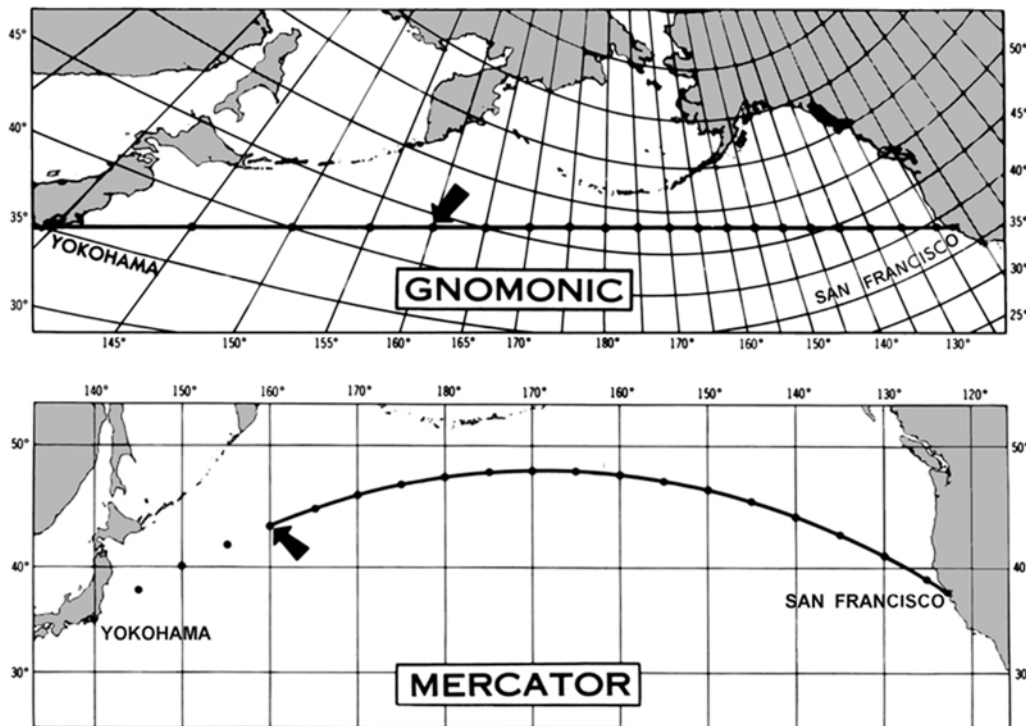 45° 50°
40° 45°
40°
35° 35°
YOKOHAMA SAN FRANCISCO 30°
30° GNOMONIC 25°
145° 150° 155° 160° 165° 170° 180° 170° 160° 150° 140° 130°
140° 150° 160° 170° 180° 170° 160° 150° 140° 130° 120°
50° 50°
40° 40°
SAN FRANCISCO
YOKOHAMA
30° 30°
MERCATOR